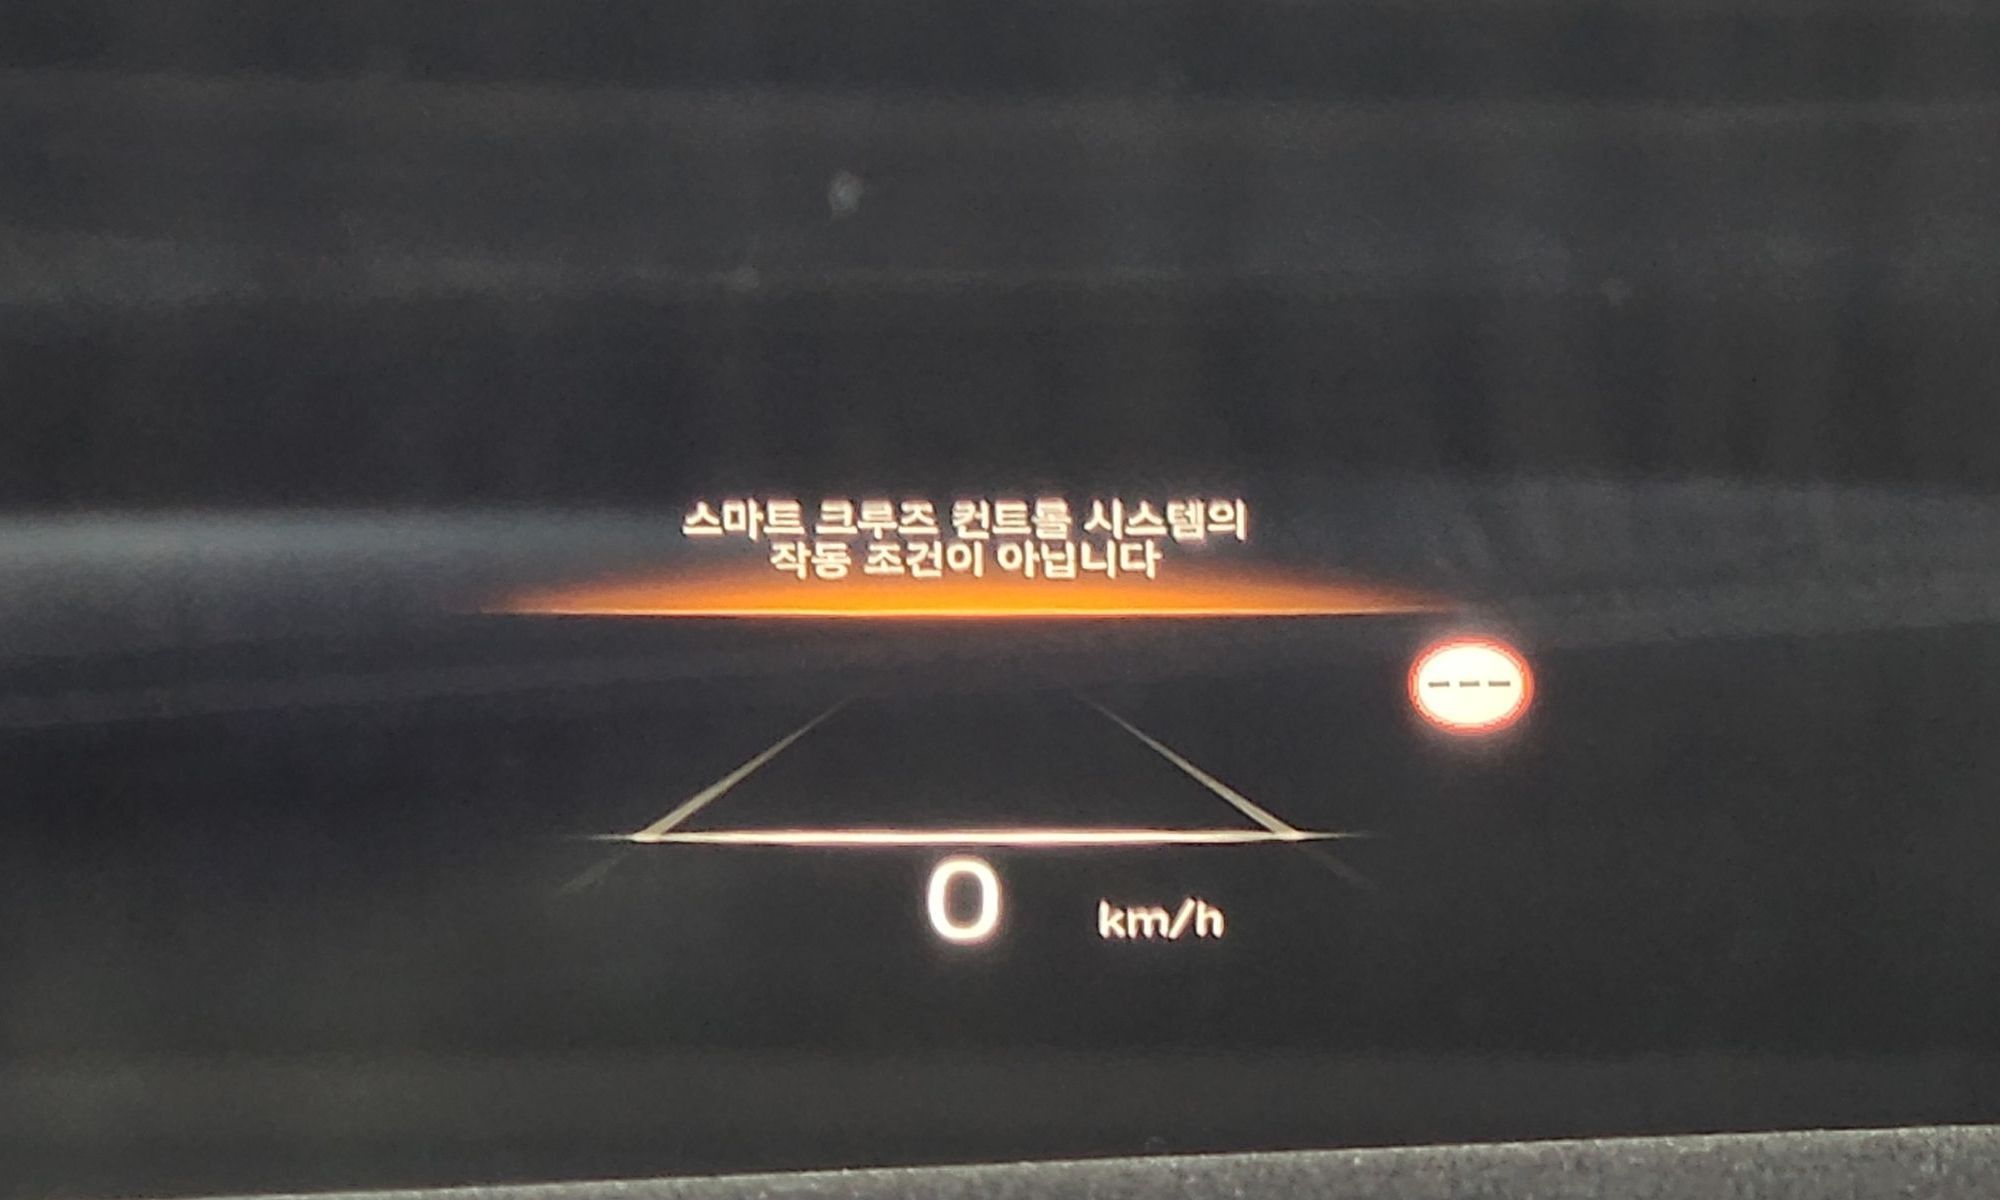 스마트 크루즈 컨트롤 시스템의
작동 조건이 아닙니다
---
0 km/h